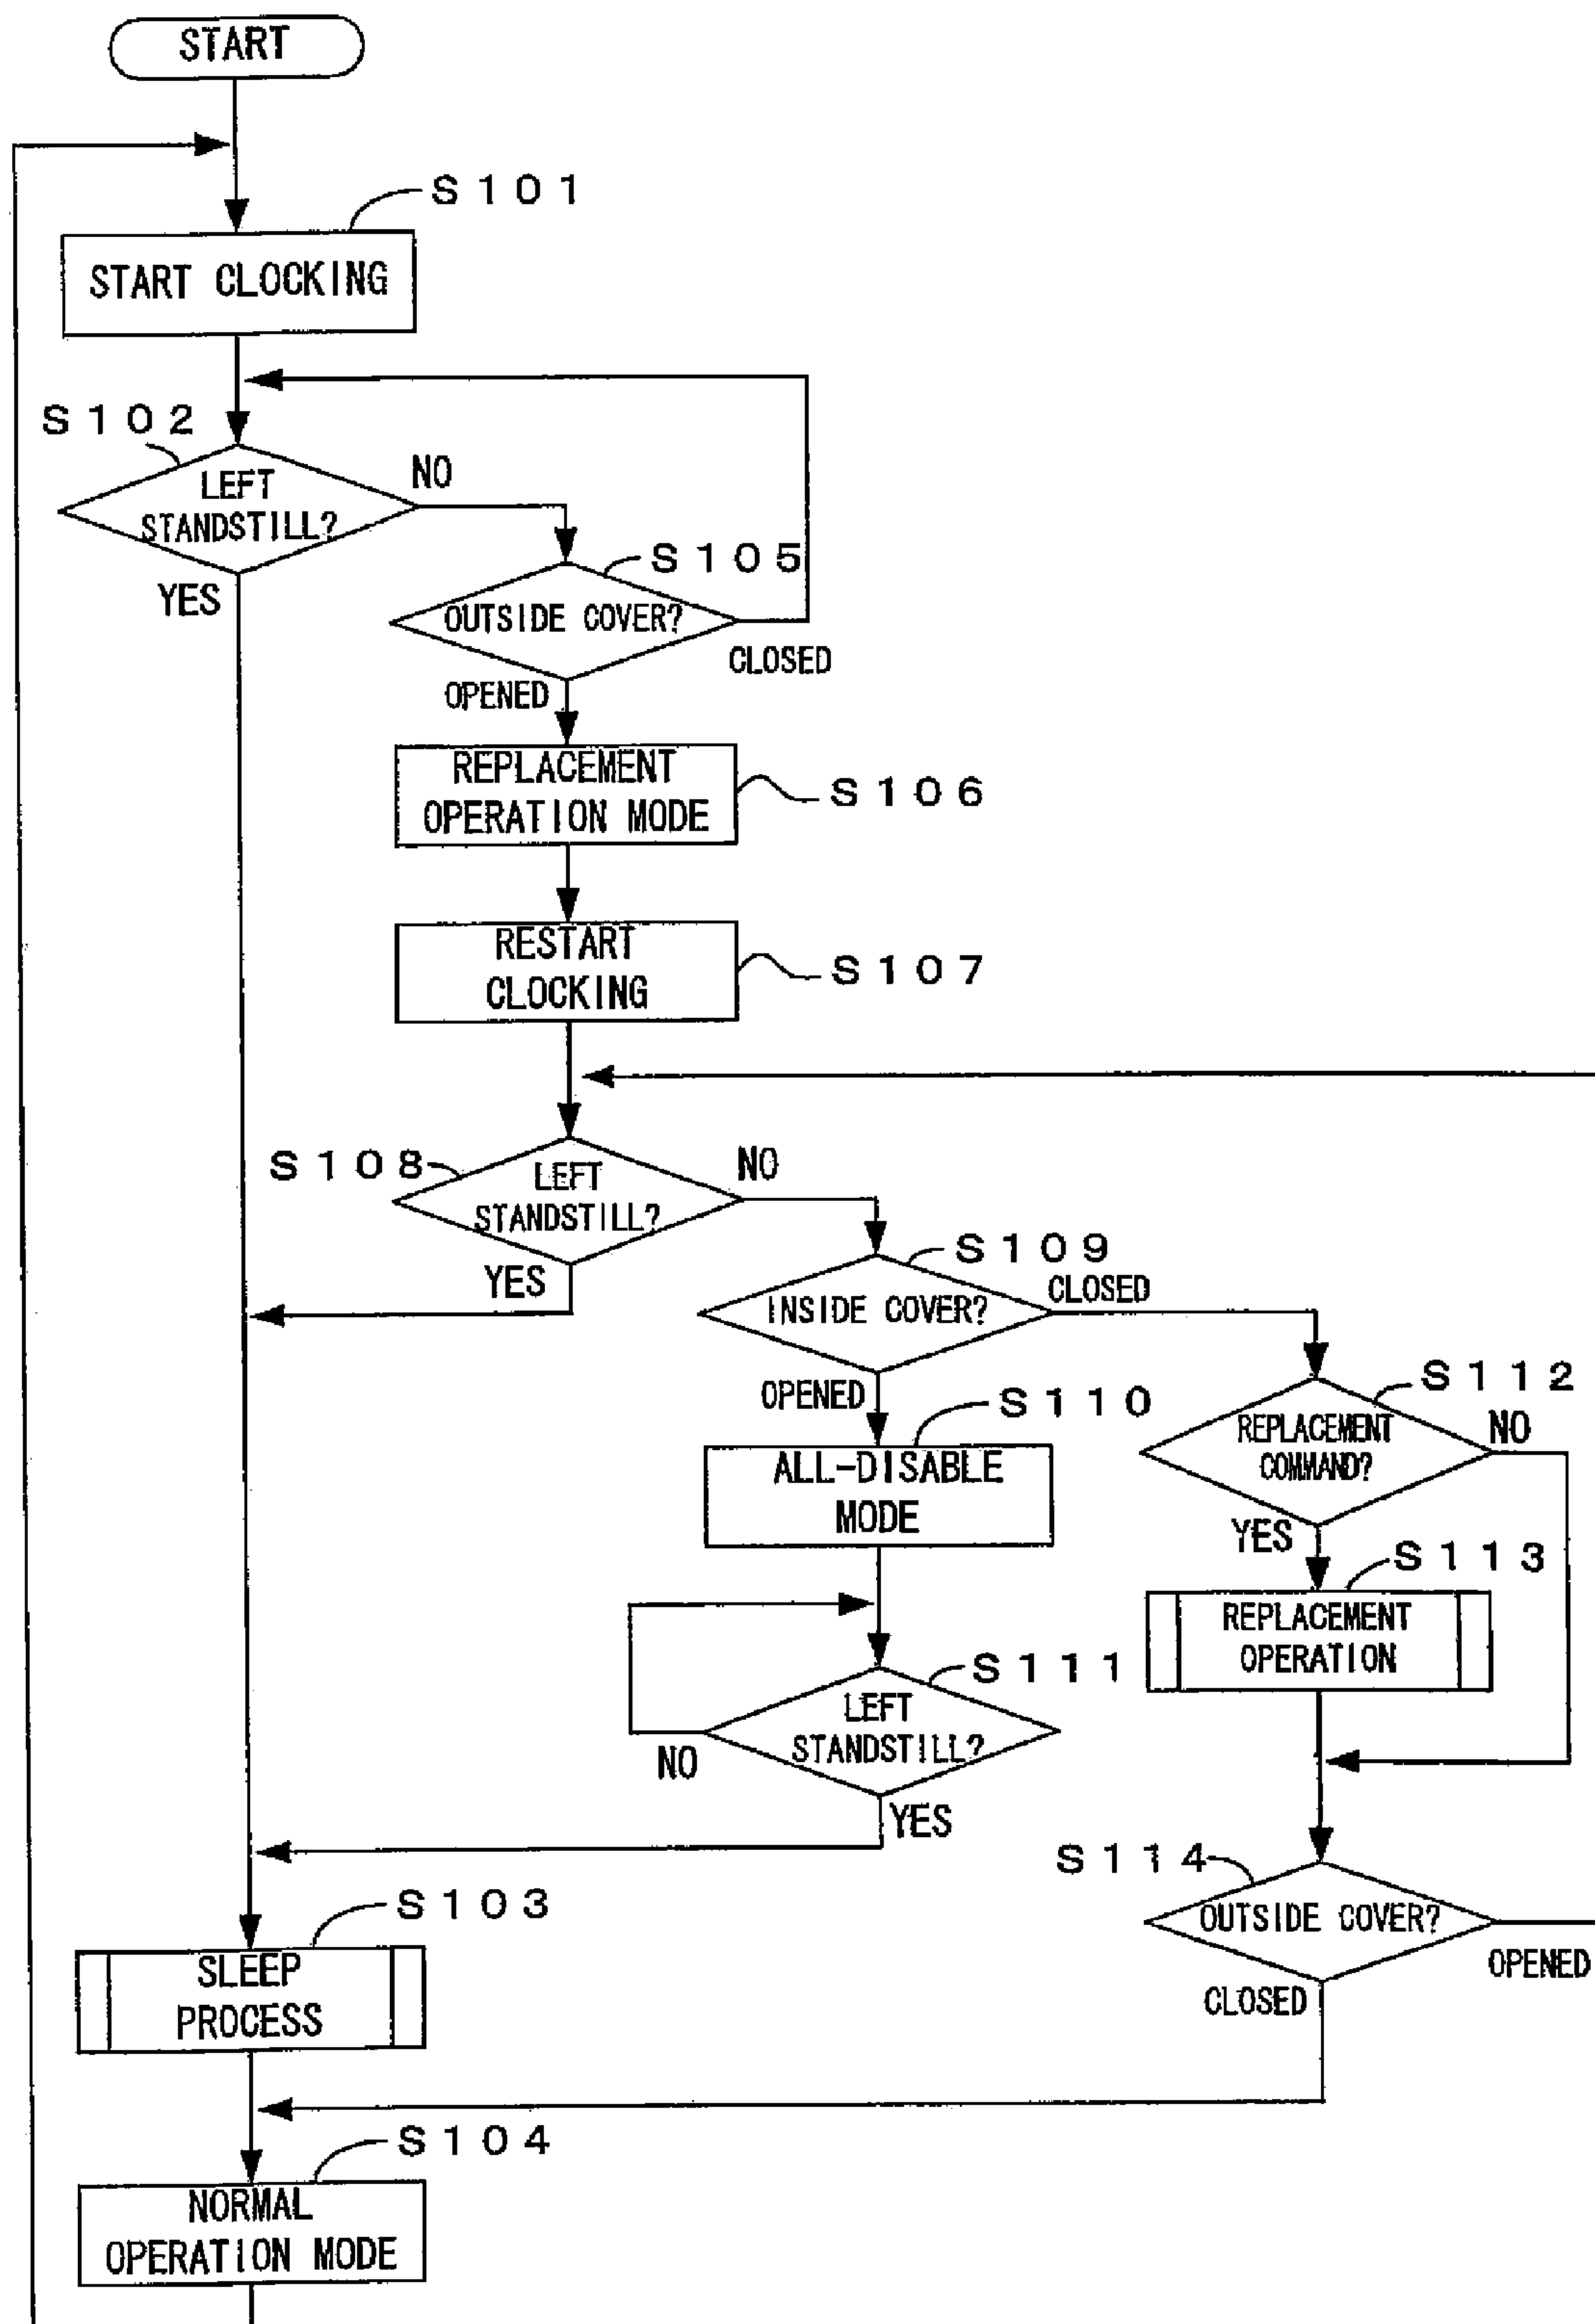 START
S101
START CLOCKING
S102
LEFT
STANDSTILL?
NO
YES
S105
OUTSIDE COVER?
CLOSED
OPENED
REPLACEMENT
OPERATION MODE
S106
RESTART
CLOCKING
S107
S108
LEFT
STANDSTILL?
NO
YES
S109
INSIDE COVER?
CLOSED
OPENED
S110
ALL-DISABLE
MODE
S112
REPLACEMENT
COMMAND?
NO
YES
S113
REPLACEMENT
OPERATION
S111
LEFT
STANDSTILL?
NO
YES
S114
OUTSIDE COVER?
OPENED
CLOSED
S103
SLEEP
PROCESS
S104
NORMAL
OPERATION MODE